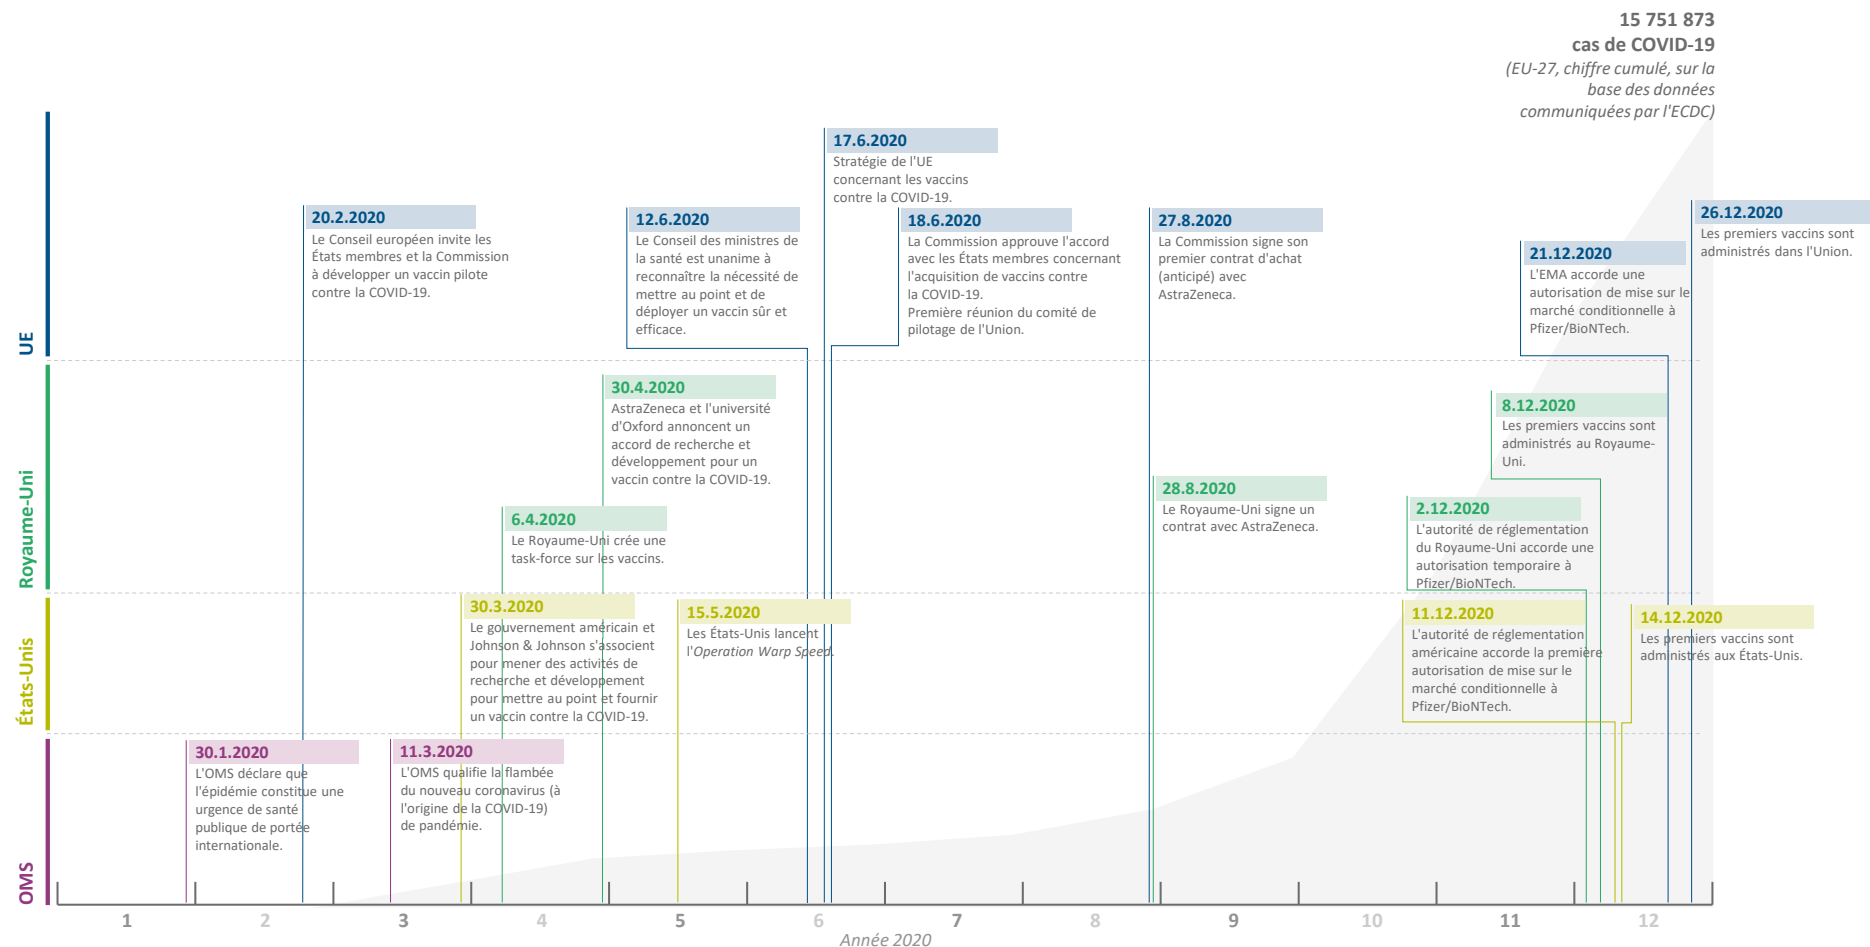 15 751 873
cas de COVID-19
(EU-27, chiffre cumulé, sur la
base des données
communiquées par l'ECDC)
UE
20.2.2020
Le Conseil européen invite les
États membres et la Commission
à développer un vaccin pilote
contre la COVID-19.
12.6.2020
Le Conseil des ministres de
la santé est unanime à
reconnaître la nécessité de
mettre au point et de
déployer un vaccin sûr et
efficace.
17.6.2020
Stratégie de l'UE
concernant les vaccins
contre la COVID-19.
18.6.2020
La Commission approuve l'accord
avec les États membres concernant
l'acquisition de vaccins contre
la COVID-19.
Première réunion du comité de
pilotage de l'Union.
27.8.2020
La Commission signe son
premier contrat d'achat
(anticipé) avec
AstraZeneca.
21.12.2020
L'EMA accorde une
autorisation de mise sur le
marché conditionnelle à
Pfizer/BioNTech.
26.12.2020
Les premiers vaccins sont
administrés dans l'Union.
Royaume-Uni
6.4.2020
Le Royaume-Uni crée une
task-force sur les vaccins.
30.4.2020
AstraZeneca et l'université
d'Oxford annoncent un
accord de recherche et
développement pour un
vaccin contre la COVID-19.
28.8.2020
Le Royaume-Uni signe un
contrat avec AstraZeneca.
2.12.2020
L'autorité de réglementation
du Royaume-Uni accorde une
autorisation temporaire à
Pfizer/BioNTech.
8.12.2020
Les premiers vaccins sont
administrés au Royaume-
Uni.
États-Unis
30.3.2020
Le gouvernement américain et
Johnson & Johnson s'associent
pour mener des activités de
recherche et développement
pour mettre au point et fournir
un vaccin contre la COVID-19.
15.5.2020
Les États-Unis lancent
l'Operation Warp Speed.
11.12.2020
L'autorité de réglementation
américaine accorde la première
autorisation de mise sur le
marché conditionnelle à
Pfizer/BioNTech.
14.12.2020
Les premiers vaccins sont
administrés aux États-Unis.
OMS
30.1.2020
L'OMS déclare que
l'épidémie constitue une
urgence de santé
publique de portée
internationale.
11.3.2020
L'OMS qualifie la flambée
du nouveau coronavirus (à
l'origine de la COVID-19)
de pandémie.
1 2 3 4 5 6 7 8 9 10 11 12
Année 2020